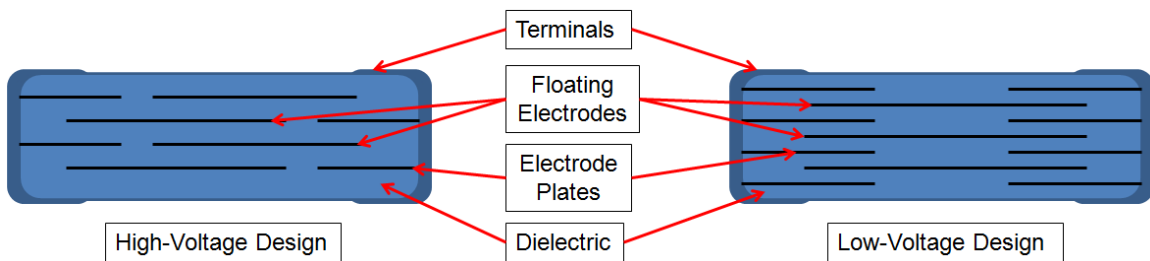 Terminals
Floating
Electrodes
Electrode
Plates
Dielectric
High-Voltage Design
Low-Voltage Design